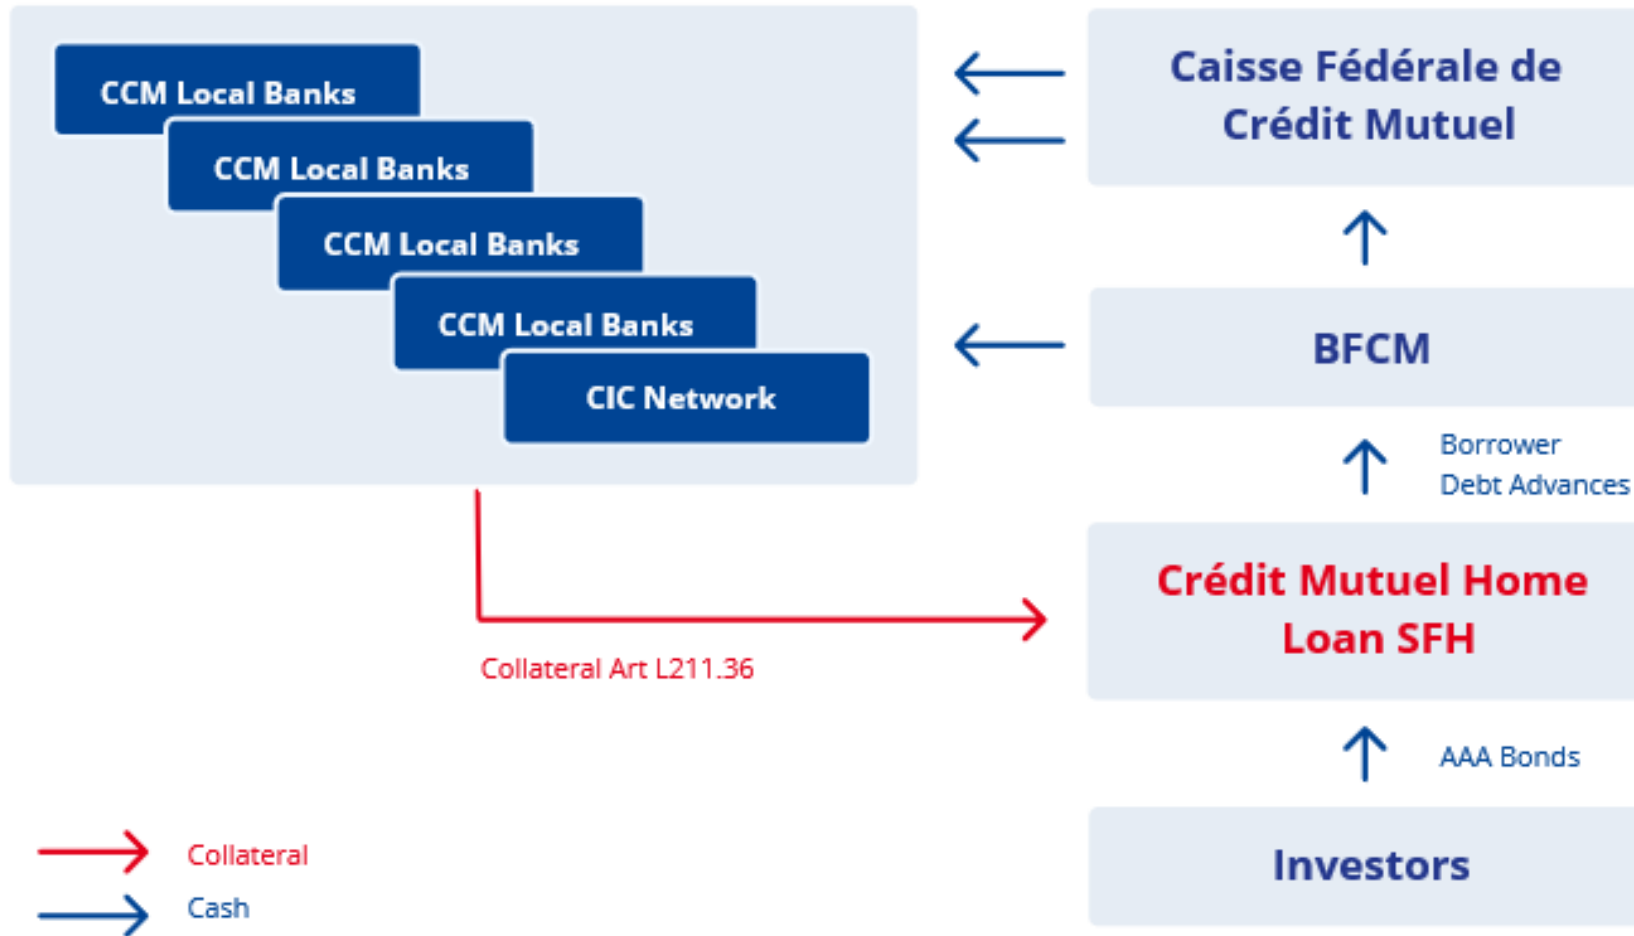 CCM Local Banks
CCM Local Banks
CCM Local Banks
CCM Local Banks
CIC Network
Caisse Fédérale de
Crédit Mutuel
BFCM
Borrower
Debt Advances
Crédit Mutuel Home
Loan SFH
Collateral Art L211.36
AAA Bonds
Investors
Collateral
Cash